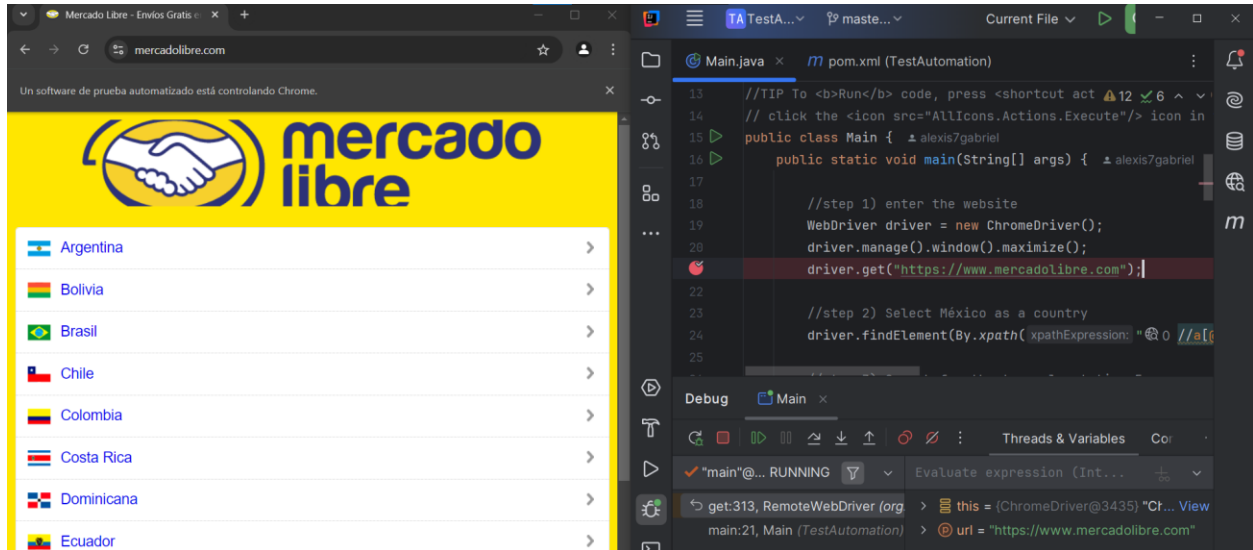 Mercado Libre - Envíos Gratis e
mercadolibre.com
Un software de prueba automatizado está controlando Chrome.
mercado
libre
Argentina
Bolivia
Brasil
Chile
Colombia
Costa Rica
Dominicana
Ecuador
TA TestA... maste... Current File
Main.java m pom.xml (TestAutomation)
13 //TIP To <b>Run</b> code, press <shortcut act 12 6
14 // click the <icon src="AllIcons.Actions.Execute"/> icon in
15 public class Main { alexis7gabriel
16 public static void main(String[] args) { alexis7gabriel
17
18 //step 1) enter the website
19 WebDriver driver = new ChromeDriver();
20 driver.manage().window().maximize();
driver.get("https://www.mercadolibre.com");
22
23 //step 2) Select México as a country
24 driver.findElement(By.xpath( xpathExpression: " 0 //a[
25
m
Debug Main
Threads & Variables
"main"@... RUNNING Evaluate expression (Int...
get:313, RemoteWebDriver (org this = {ChromeDriver@3435} "Ch... View
main:21, Main (TestAutomation) url = "https://www.mercadolibre.com"